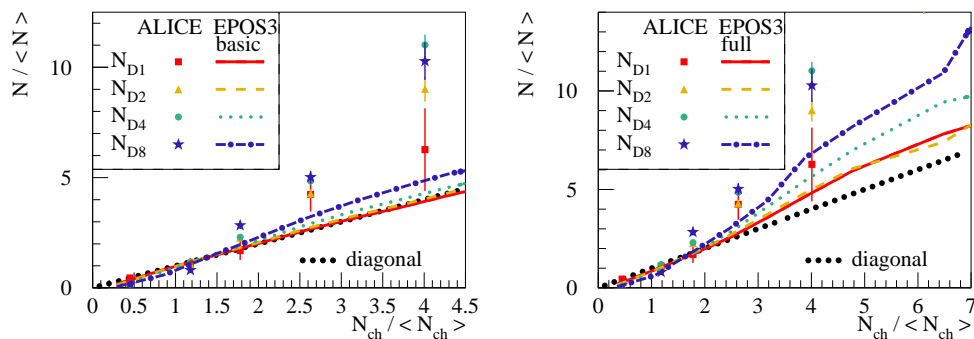 N / < N >
ALICE EPOS3
basic
N_D1
N_D2
N_D4
N_D8
diagonal
10
5
0
0 0.5 1 1.5 2 2.5 3 3.5 4 4.5
N_ch / < N_ch >
N / < N >
ALICE EPOS3
full
N_D1
N_D2
N_D4
N_D8
diagonal
10
5
0
0 1 2 3 4 5 6 7
N_ch / < N_ch >